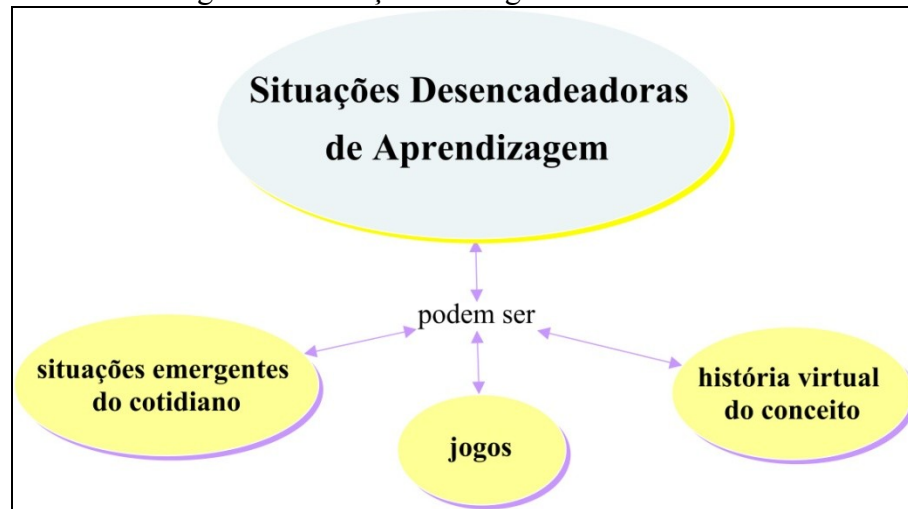 Situações Desencadeadoras
de Aprendizagem
podem ser
situações emergentes
do cotidiano
jogos
história virtual
do conceito